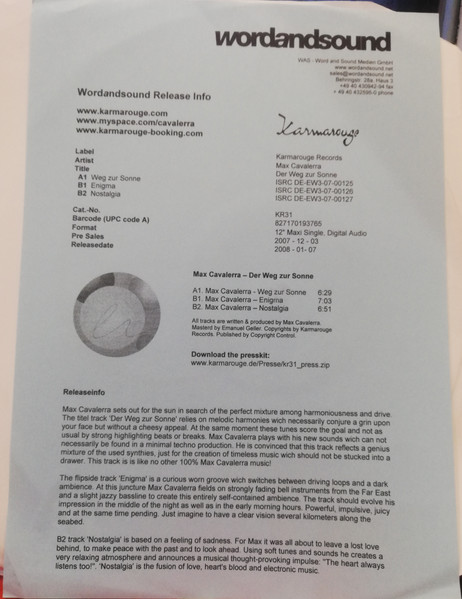 wordandsound
WAS - Word and Sound Medien GmbH
www.wordandsound.net
sales@wordandsound.net
Behringstr. 28a, Haus 3
+49 40 430942-94 fax
+ 49 40 432695-0 phone
Wordandsound Release Info
www.karmarouge.com
www.myspace.com/cavalerra
www.karmarouge-booking.com
Karmarouge
Label Karmarouge Records
Artist Max Cavalerra
Title Der Weg zur Sonne
A1 Weg zur Sonne ISRC DE-EW3-07-00125
B1 Enigma ISRC DE-EW3-07-00126
B2 Nostalgia ISRC DE-EW3-07-00127
Cat.-No. KR31
Barcode (UPC code A) 827170193765
Format 12" Maxi Single, Digital Audio
Pre Sales 2007 - 12 - 03
Releasedate 2008 - 01- 07
Max Cavalerra – Der Weg zur Sonne
A1. Max Cavalerra - Weg zur Sonne 6:29
B1. Max Cavalerra – Enigma 7:03
B2. Max Cavalerra – Nostalgia 6:51
All tracks are written & produced by Max Cavalerra.
Masterd by Emanuel Geller. Copyrights by Karmarouge
Records. Published by Copyright Control.
Download the presskit:
www.karmarouge.de/Presse/kr31_press.zip
Releaseinfo
Max Cavalerra sets out for the sun in search of the perfect mixture among harmoniousness and drive.
The titel track 'Der Weg zur Sonne' relies on melodic harmonies wich necessarily conjure a grin upon
your face but without a cheesy appeal. At the same moment these tunes score the goal and not as
usual by strong highlighting beats or breaks. Max Cavalerra plays with his new sounds wich can not
necessarily be found in a minimal techno production. He is convinced that this track reflects a genius
mixture of the used synthies, just for the creation of timeless music wich should not be stucked into a
drawer. This track is is like no other 100% Max Cavalerra music!
The flipside track 'Enigma' is a curious worn groove wich switches between driving loops and a dark
ambience. At this juncture Max Cavalerra fields on strongly fading bell instruments from the Far East
and a slight jazzy bassline to create this entirely self-contained ambience. The track should evolve his
impression in the middle of the night as well as in the early morning hours. Powerful, impulsive, juicy
and at the same time pending. Just imagine to have a clear vision several kilometers along the
seabed.
B2 track 'Nostalgia' is based on a feeling of sadness. For Max it was all about to leave a lost love
behind, to make peace with the past and to look ahead. Using soft tunes and sounds he creates a
very relaxing atmosphere and announces a musical thought-provoking impulse: "The heart always
listens too!". 'Nostalgia' is the fusion of love, heart's blood and electronic music.